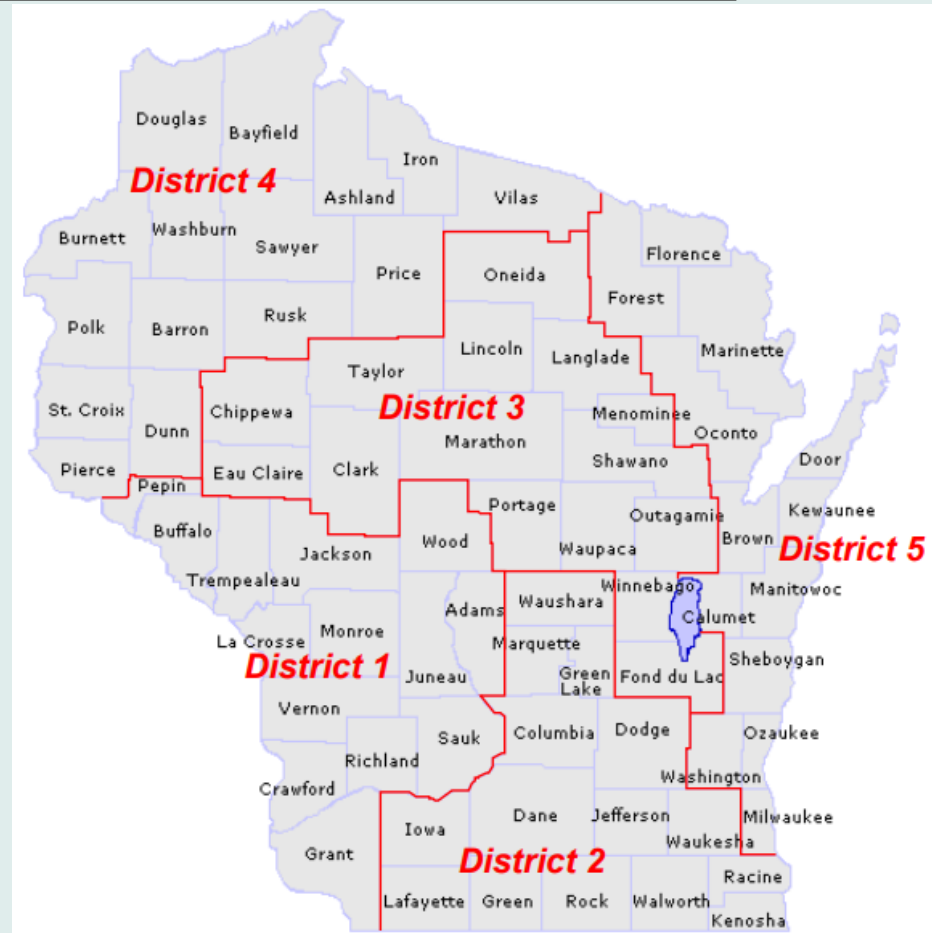 Douglas
Bayfield
Iron
District 4
Ashland
Vilas
Burnett
Washburn
Sawyer
Florence
Price
Oneida
Forest
Polk
Barron
Rusk
Lincoln
Langlade
Marinette
Taylor
St. Croix
Chippewa
District 3
Menominee
Dunn
Marathon
Oconto
Pierce
Eau Claire
Clark
Shawano
Door
Pepin
Portage
Outagamie
Kewaunee
Buffalo
Jackson
Wood
Waupaca
Brown
District 5
Trempealeau
Winnebago
Manitowoc
Adams
Waushara
Calumet
La Crosse
Monroe
Marquette
Sheboygan
District 1
Juneau
Green
Lake
Fond du Lac
Vernon
Sauk
Columbia
Dodge
Ozaukee
Richland
Washington
Crawford
Iowa
Dane
Jefferson
Milwaukee
Waukesha
Grant
District 2
Racine
Lafayette
Green
Rock
Walworth
Kenosha